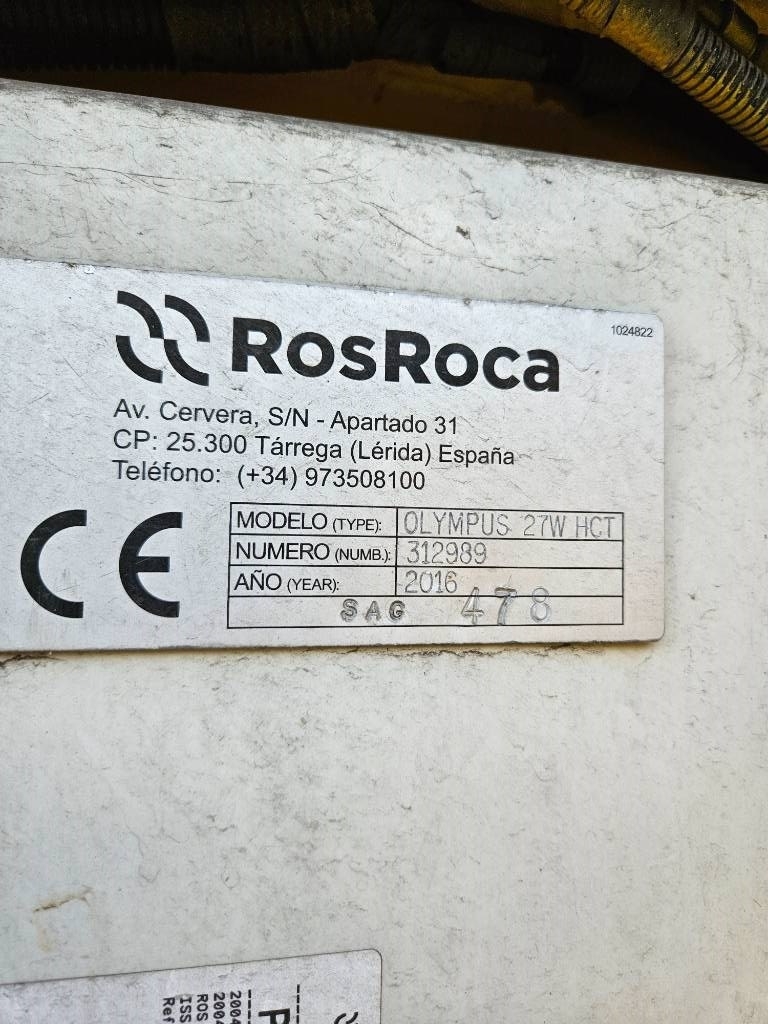 RosRoca
1024822
Av. Cervera, S/N - Apartado 31
CP: 25.300 Tárrega (Lérida) España
Teléfono: (+34) 973508100
CE
MODELO (TYPE): OLYMPUS 27W HCT
NUMERO (NUMB.): 312989
AÑO (YEAR): 2016
SAG 478